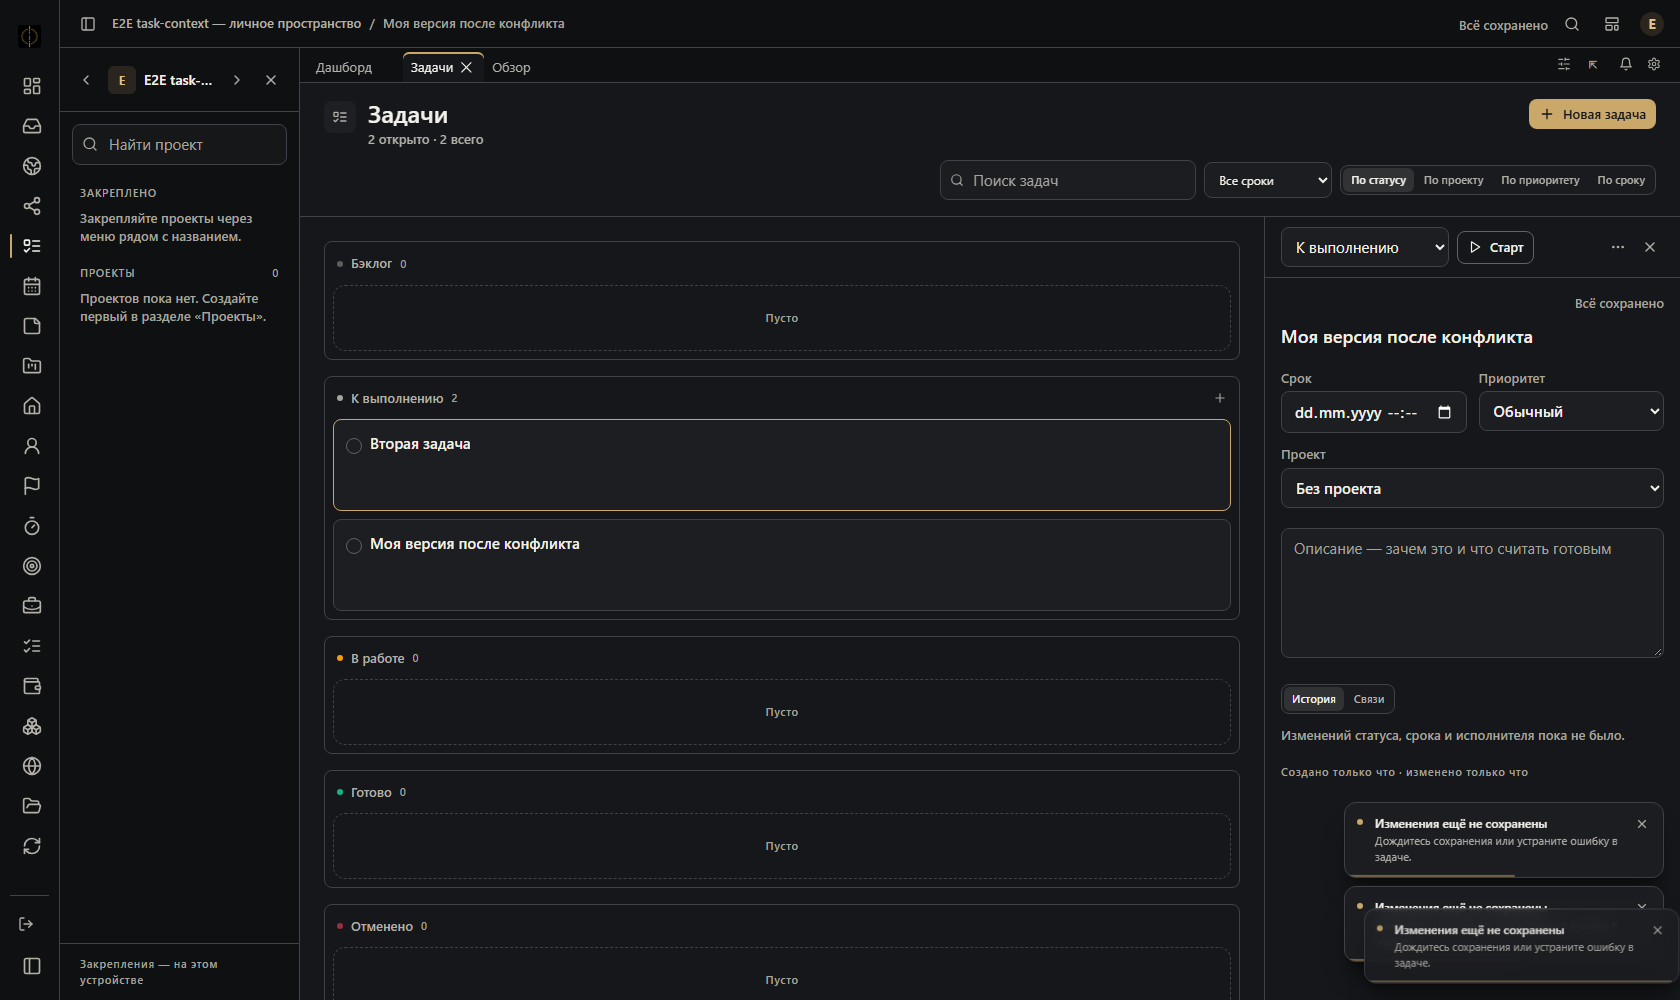 E2E task-context — личное пространство / Моя версия после конфликта
Всё сохранено
E
E E2E task-...
Найти проект
ЗАКРЕПЛЕНО
Закрепляйте проекты через
меню рядом с названием.
ПРОЕКТЫ 0
Проектов пока нет. Создайте
первый в разделе «Проекты».
Закрепления — на этом
устройстве
Дашборд Задачи Обзор
Задачи
2 открыто · 2 всего
Новая задача
Поиск задач
Все сроки
По статусу По проекту По приоритету По сроку
Бэклог 0
Пусто
К выполнению 2
Вторая задача
Моя версия после конфликта
В работе 0
Пусто
Готово 0
Пусто
Отменено 0
Пусто
К выполнению Старт
Всё сохранено
Моя версия после конфликта
Срок Приоритет
dd.mm.yyyy --:-- Обычный
Проект
Без проекта
Описание — зачем это и что считать готовым
История Связи
Изменений статуса, срока и исполнителя пока не было.
Создано только что · изменено только что
Изменения ещё не сохранены
Дождитесь сохранения или устраните ошибку в
задаче.
Изменения ещё не сохранены
Изменения ещё не сохранены
Дождитесь сохранения или устраните ошибку в
задаче.